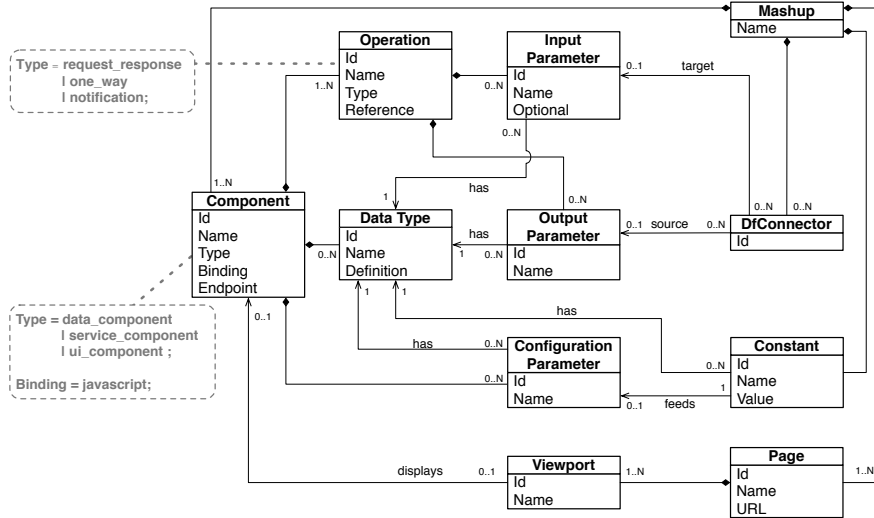 Mashup
Name
Operation
Id
Name
Type
Reference
Input
Parameter
Id
Name
Optional
Type = request_response
| one_way
| notification;
1..N
0..N
0..1
target
0..N
1..N
has
1
0..N
0..N
0..N
Component
Id
Name
Type
Binding
Endpoint
Data Type
Id
Name
Definition
Output
Parameter
Id
Name
DfConnector
Id
0..N
has
1
0..N
0..1
source
0..N
Type = data_component
| service_component
| ui_component ;
Binding = javascript;
0..1
1
1
has
has
0..N
0..N
Configuration
Parameter
Id
Name
Constant
Id
Name
Value
0..N
1
0..1
feeds
displays
0..1
Viewport
Id
Name
1..N
Page
Id
Name
URL
1..N